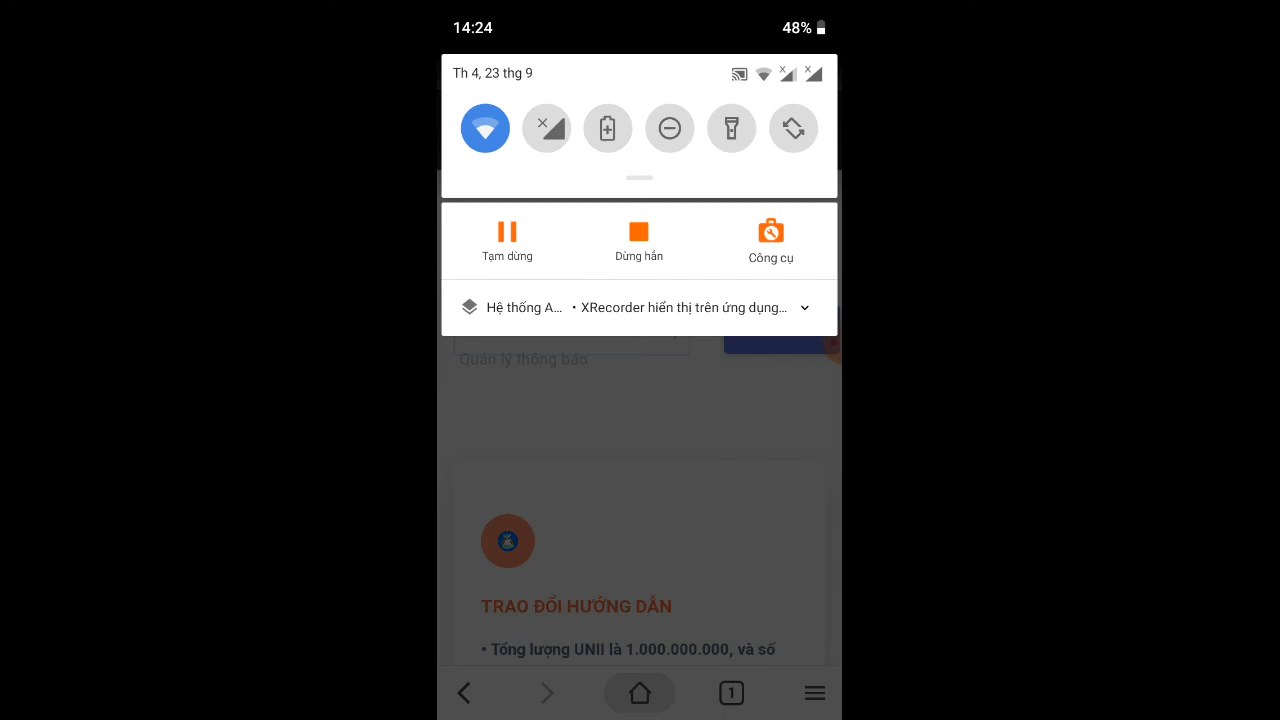 14:24 48%
Th 4, 23 thg 9
Tạm dừng Dừng hẳn Công cụ
Hệ thống A... • XRecorder hiển thị trên ứng dụng...
Quản lý thông báo
TRAO ĐỔI HƯỚNG DẪN
• Tổng lượng UNII là 1.000.000.000, và số
1